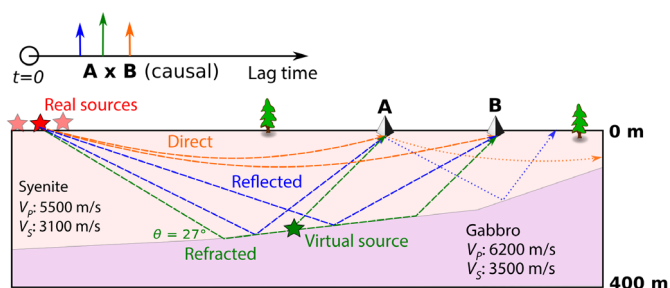 t=0
A x B (causal)
Lag time
Real sources
A
B
0 m
Direct
Reflected
Syenite
V_P: 5500 m/s
V_S: 3100 m/s
θ = 27°
Refracted
Virtual source
Gabbro
V_P: 6200 m/s
V_S: 3500 m/s
400 m